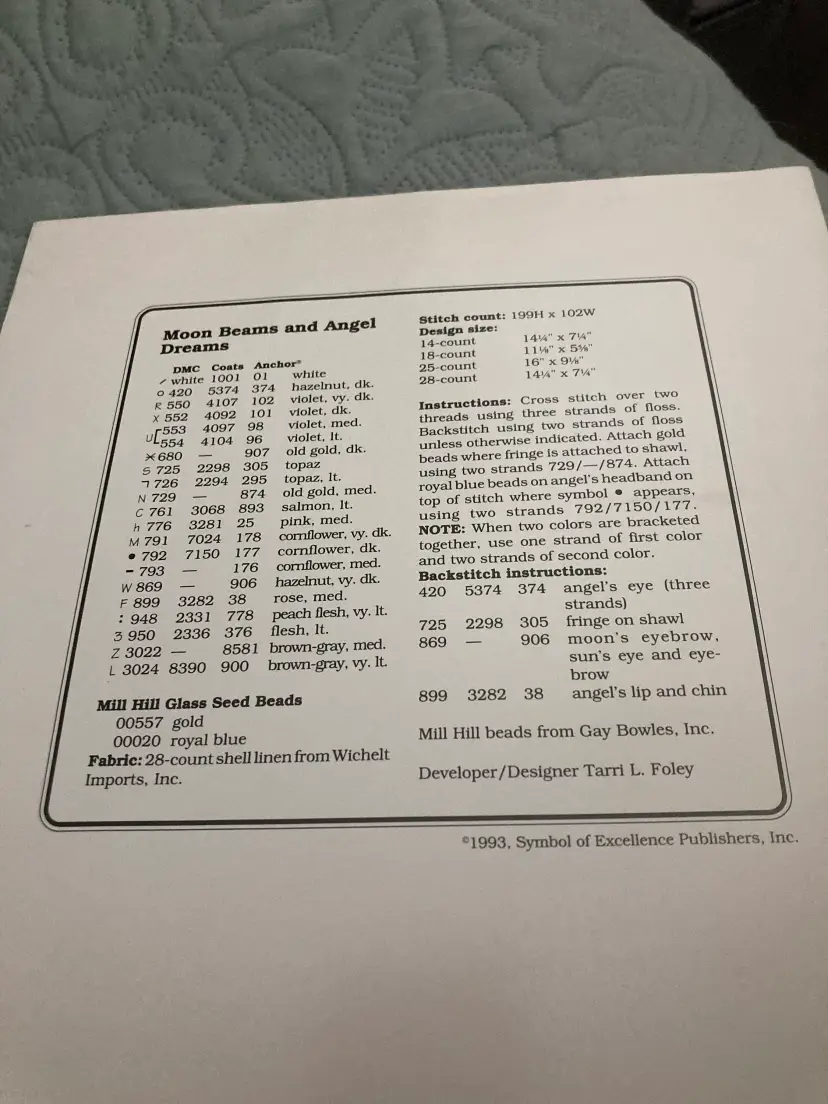 Moon Beams and Angel
Dreams
DMC Coats Anchor®
⁄ white 1001 01 white
o 420 5374 374 hazelnut, dk.
R 550 4107 102 violet, vy. dk.
X 552 4092 101 violet, dk.
U[553 4097 98 violet, med.
554 4104 96 violet, lt.
⚹ 680 — 907 old gold, dk.
S 725 2298 305 topaz
¬ 726 2294 295 topaz, lt.
N 729 — 874 old gold, med.
C 761 3068 893 salmon, lt.
h 776 3281 25 pink, med.
M 791 7024 178 cornflower, vy. dk.
• 792 7150 177 cornflower, dk.
– 793 — 176 cornflower, med.
W 869 — 906 hazelnut, vy. dk.
F 899 3282 38 rose, med.
: 948 2331 778 peach flesh, vy. lt.
3 950 2336 376 flesh, lt.
Z 3022 — 8581 brown-gray, med.
L 3024 8390 900 brown-gray, vy. lt.
Mill Hill Glass Seed Beads
00557 gold
00020 royal blue
Fabric: 28-count shell linen from Wichelt
Imports, Inc.
Stitch count: 199H x 102W
Design size:
14-count 14¼" x 7¼"
18-count 11⅛" x 5⅝"
25-count 16" x 9⅛"
28-count 14¼" x 7¼"
Instructions: Cross stitch over two
threads using three strands of floss.
Backstitch using two strands of floss
unless otherwise indicated. Attach gold
beads where fringe is attached to shawl,
using two strands 729/—/874. Attach
royal blue beads on angel's headband on
top of stitch where symbol • appears,
using two strands 792/7150/177.
NOTE: When two colors are bracketed
together, use one strand of first color
and two strands of second color.
Backstitch instructions:
420 5374 374 angel's eye (three
strands)
725 2298 305 fringe on shawl
869 — 906 moon's eyebrow,
sun's eye and eye-
brow
899 3282 38 angel's lip and chin
Mill Hill beads from Gay Bowles, Inc.
Developer/Designer Tarri L. Foley
©1993, Symbol of Excellence Publishers, Inc.